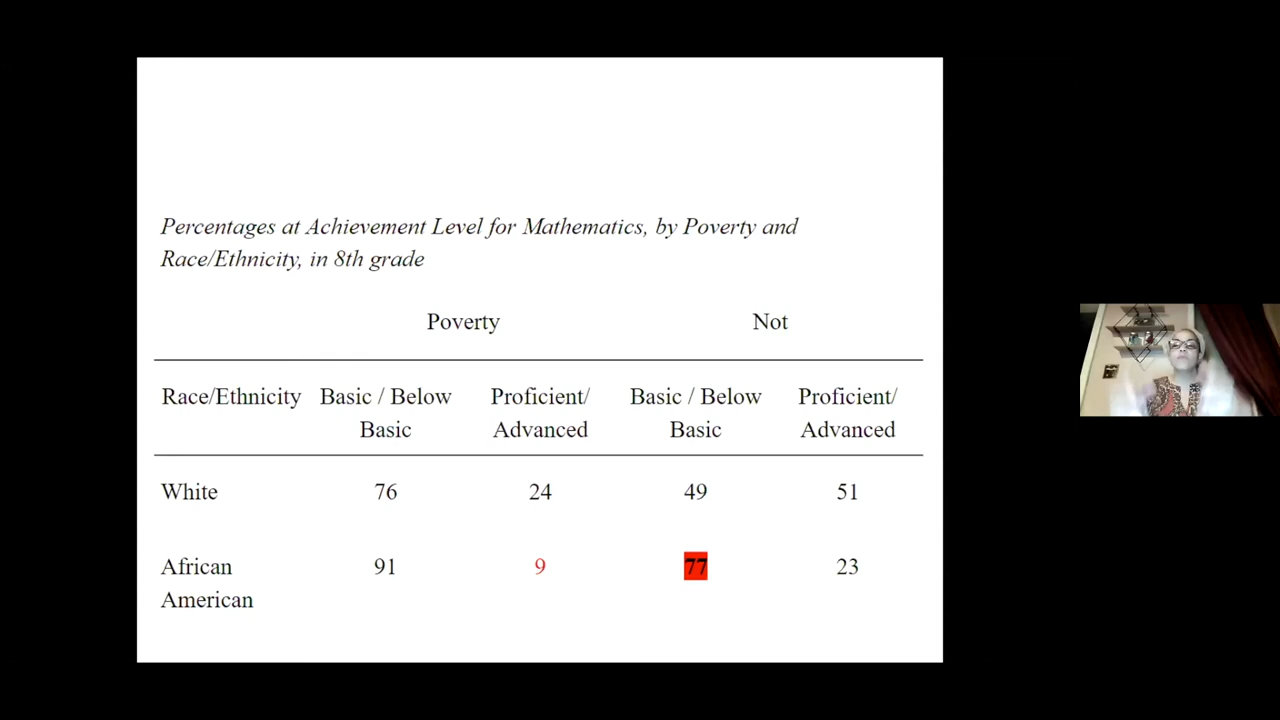 Percentages at Achievement Level for Mathematics, by Poverty and
Race/Ethnicity, in 8th grade
Poverty Not
Race/Ethnicity Basic / Below Proficient/ Basic / Below Proficient/
Basic Advanced Basic Advanced
White 76 24 49 51
African 91 9 77 23
American